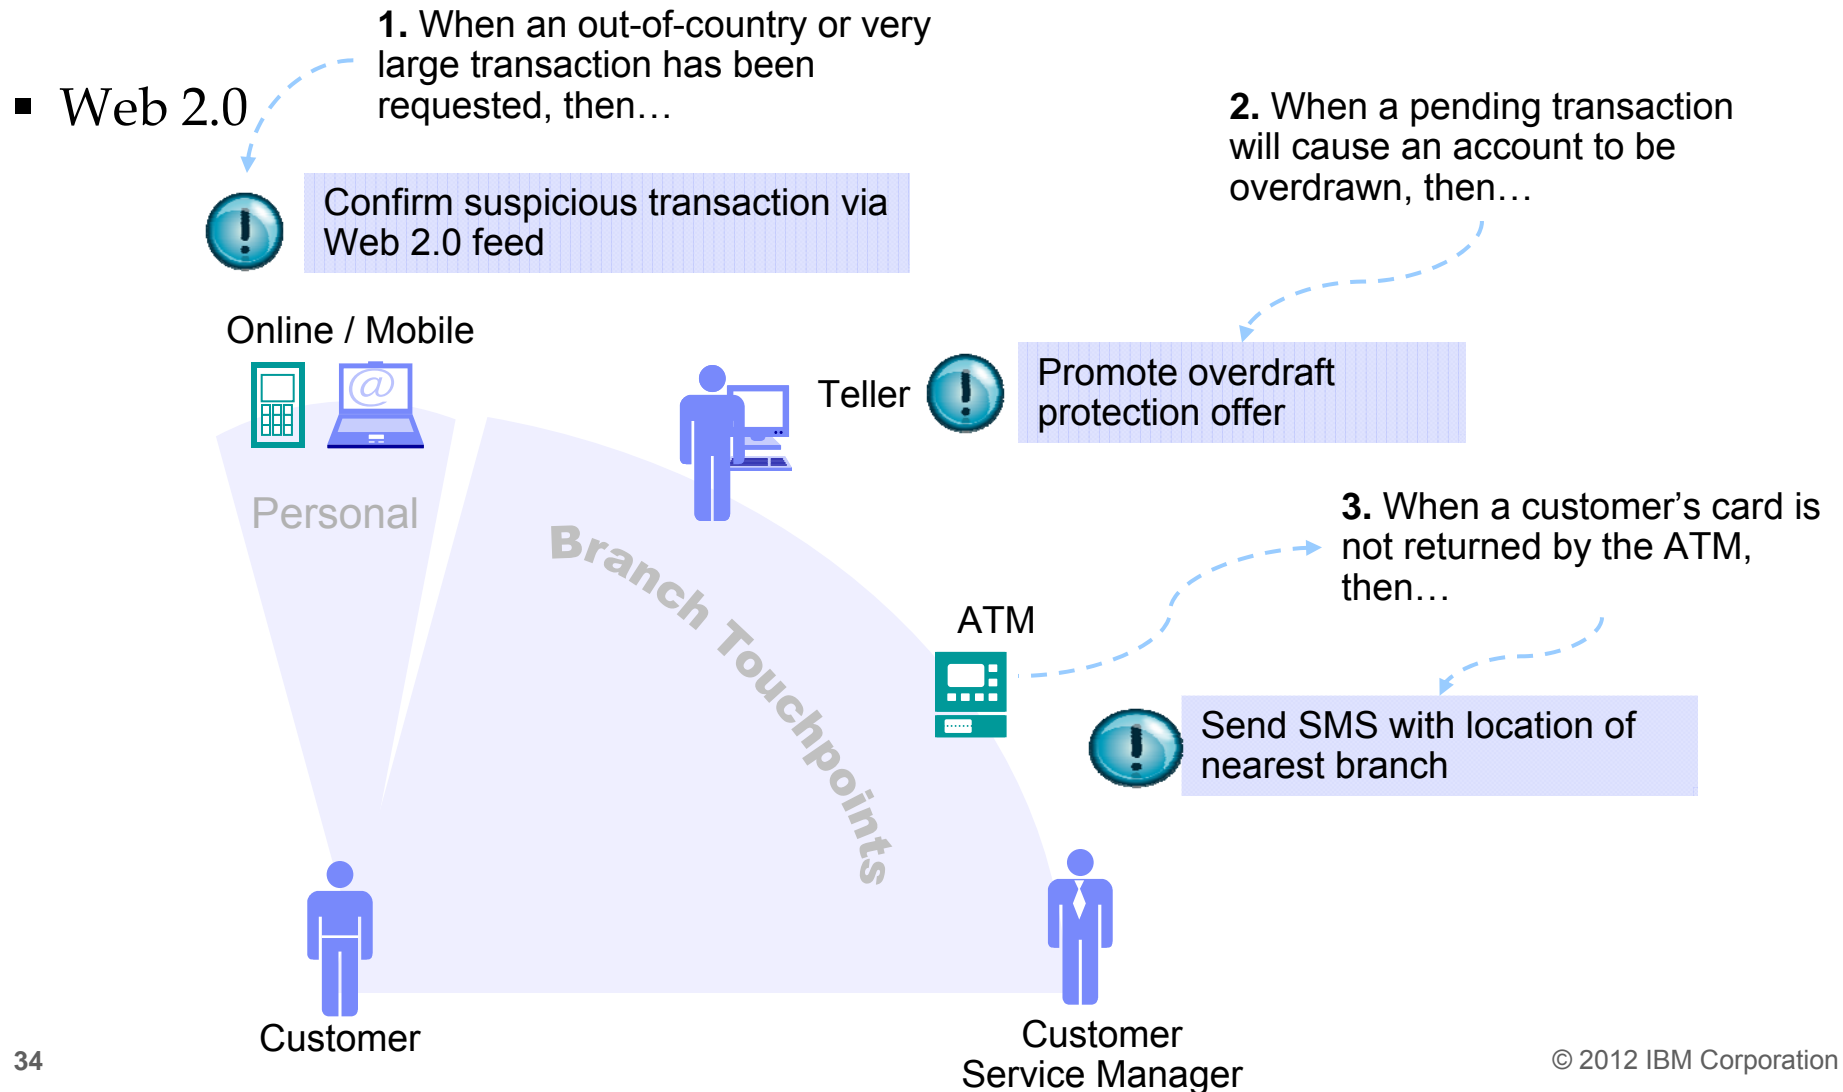 1. When an out-of-country or very
large transaction has been
requested, then…
▪ Web 2.0
2. When a pending transaction
will cause an account to be
overdrawn, then…
Confirm suspicious transaction via
Web 2.0 feed
Online / Mobile
@
Teller
Promote overdraft
protection offer
Personal
Branch Touchpoints
3. When a customer’s card is
not returned by the ATM,
then…
ATM
Send SMS with location of
nearest branch
Customer
Customer
Service Manager
34
© 2012 IBM Corporation